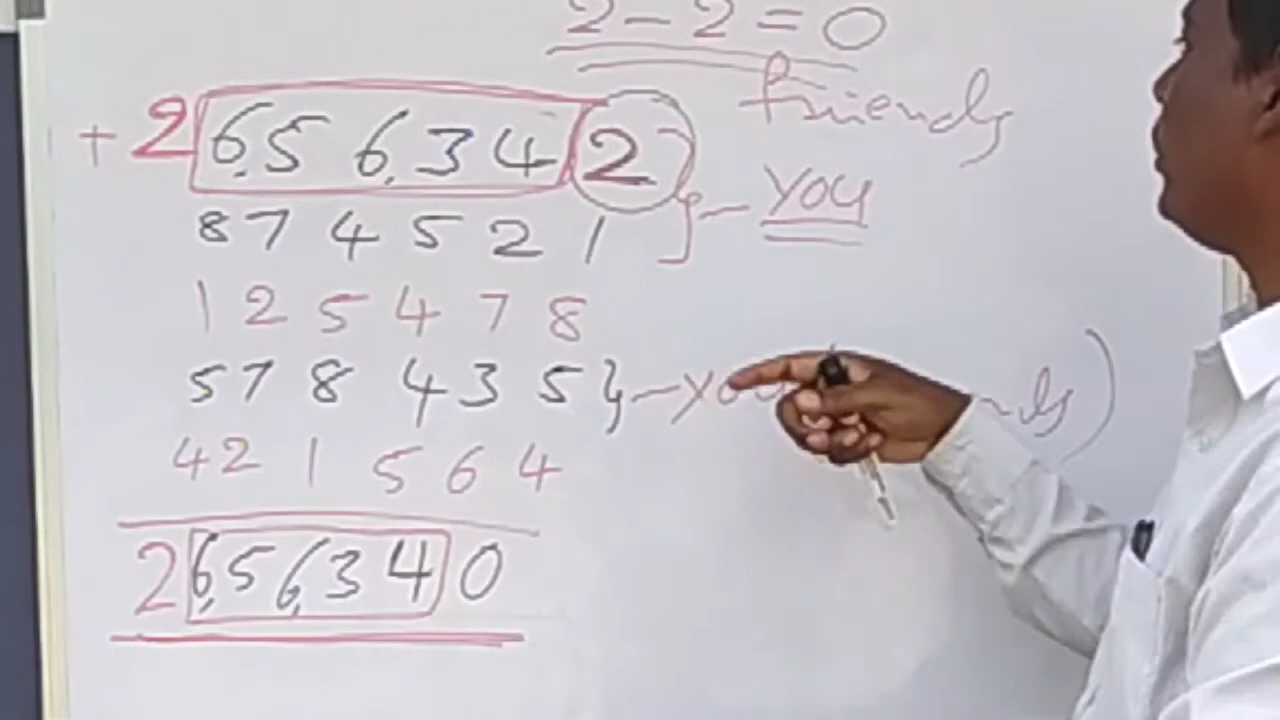 2 - 2 = 0
friends
+ 2 6,5 6,3 4 2
} - YOU
8 7 4 5 2 1
1 2 5 4 7 8
5 7 8 4 3 5 } - You
4 2 1 5 6 4
2 6,5 6,3 4 0